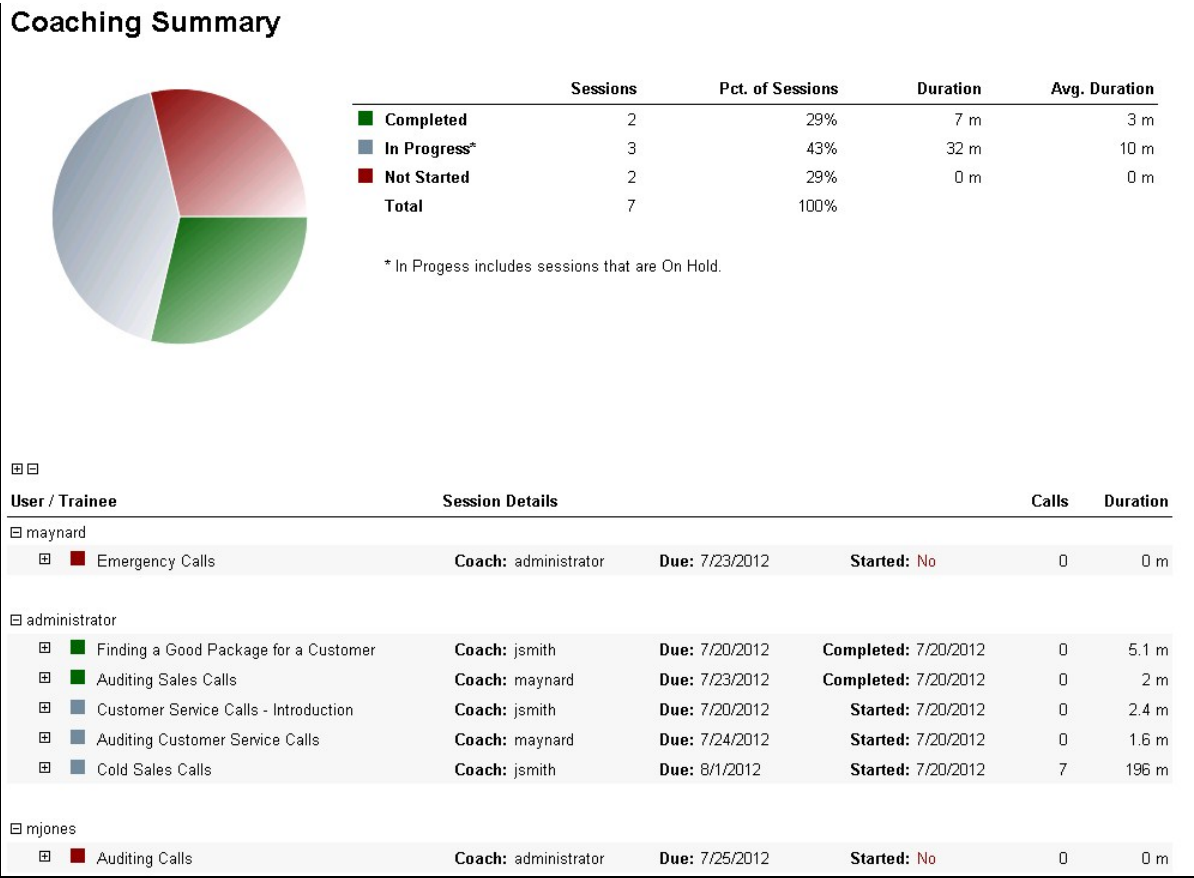 Coaching Summary
Sessions Pct. of Sessions Duration Avg. Duration
Completed 2 29% 7 m 3 m
In Progress* 3 43% 32 m 10 m
Not Started 2 29% 0 m 0 m
Total 7 100%
* In Progess includes sessions that are On Hold.
User / Trainee Session Details Calls Duration
maynard
Emergency Calls Coach: administrator Due: 7/23/2012 Started: No 0 0 m
administrator
Finding a Good Package for a Customer Coach: jsmith Due: 7/20/2012 Completed: 7/20/2012 0 5.1 m
Auditing Sales Calls Coach: maynard Due: 7/23/2012 Completed: 7/20/2012 0 2 m
Customer Service Calls - Introduction Coach: jsmith Due: 7/20/2012 Started: 7/20/2012 0 2.4 m
Auditing Customer Service Calls Coach: maynard Due: 7/24/2012 Started: 7/20/2012 0 1.6 m
Cold Sales Calls Coach: jsmith Due: 8/1/2012 Started: 7/20/2012 7 196 m
mjones
Auditing Calls Coach: administrator Due: 7/25/2012 Started: No 0 0 m